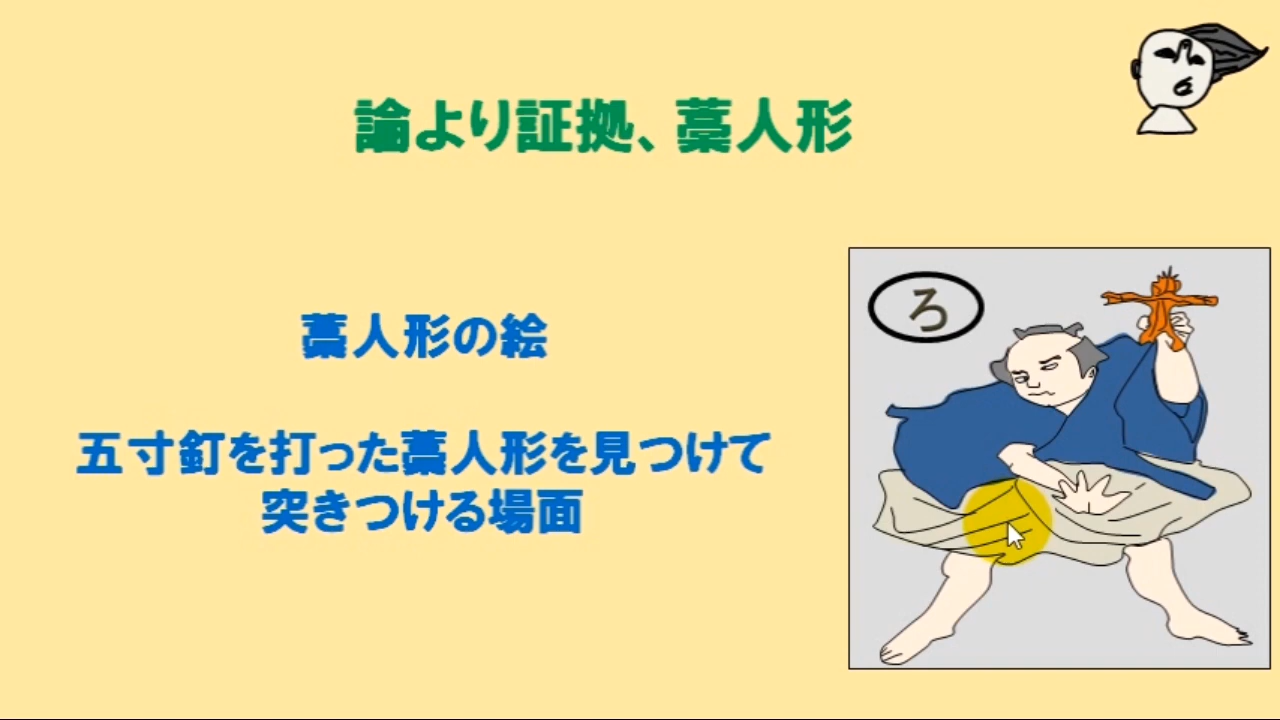 論より証拠、藁人形
藁人形の絵
五寸釘を打った藁人形を見つけて
突きつける場面
ろ